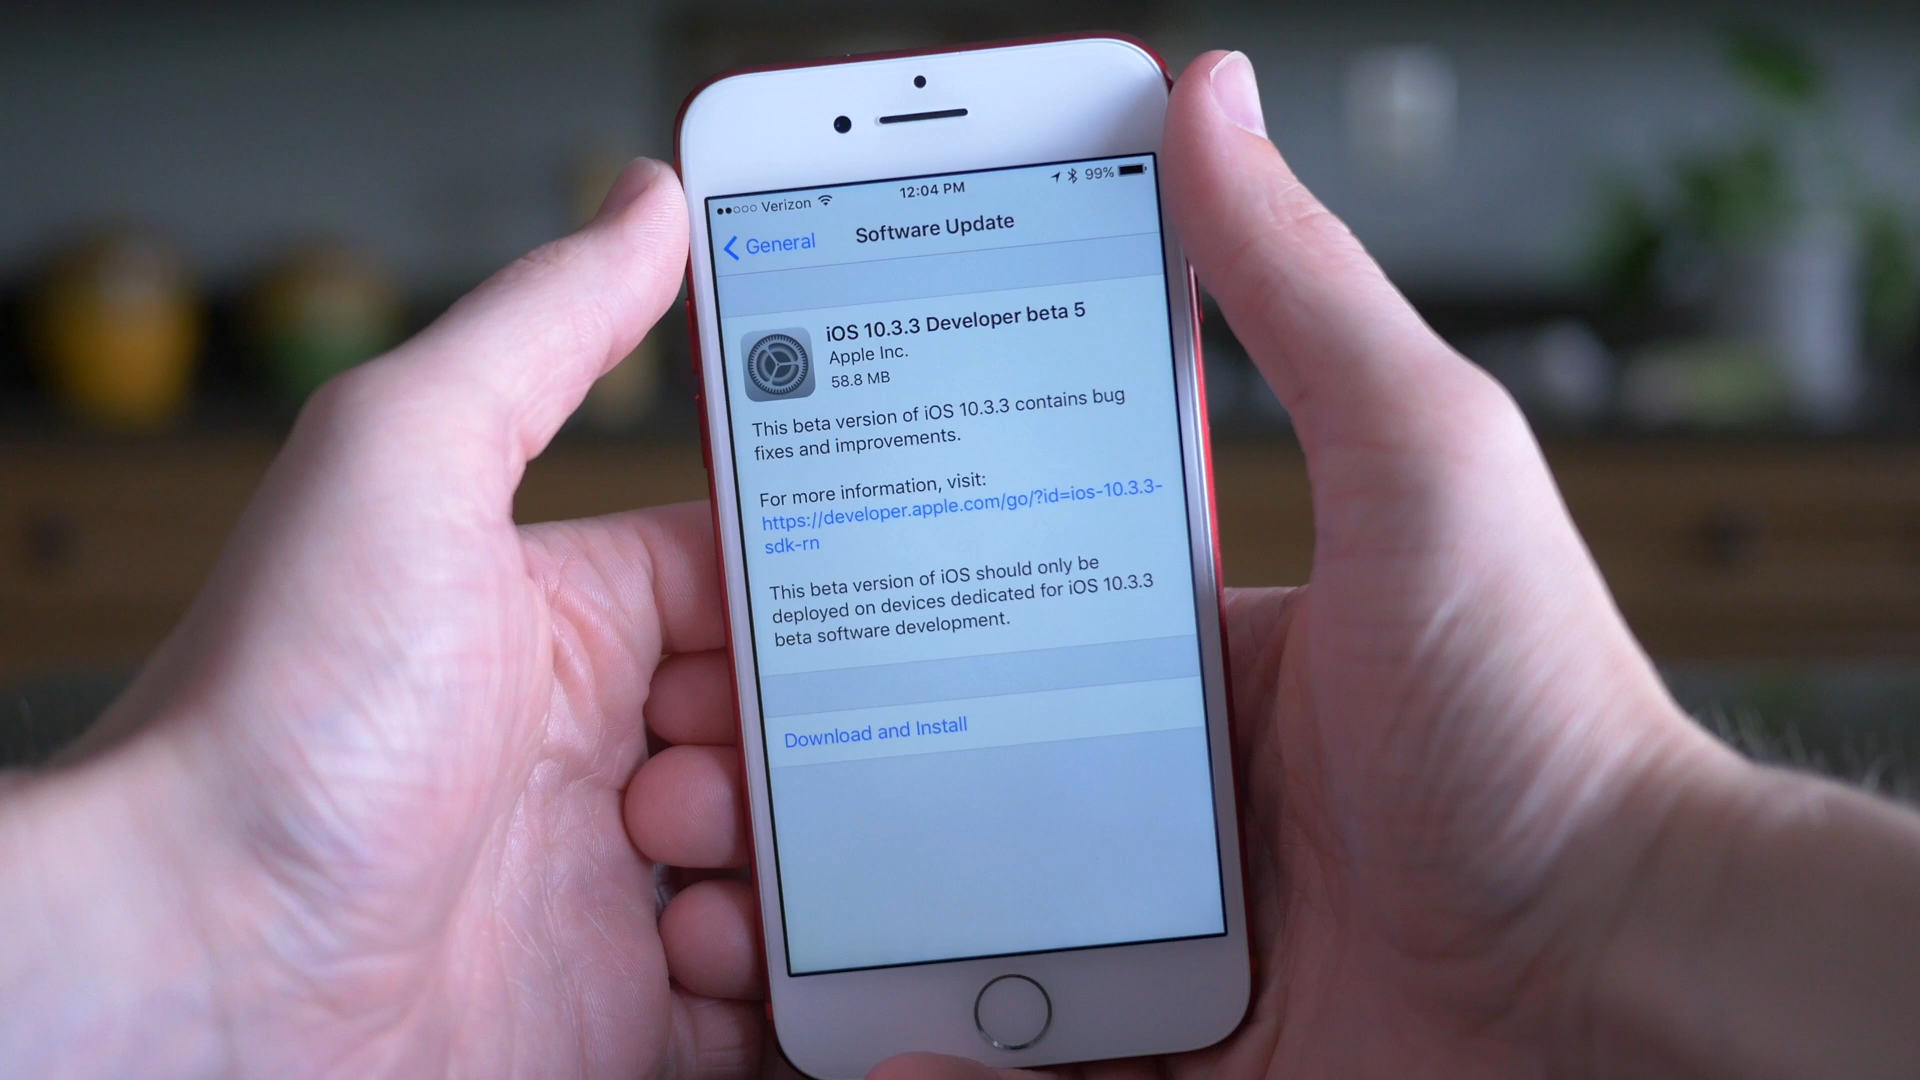 ●●○○○ Verizon 12:04 PM 99%
General Software Update
iOS 10.3.3 Developer beta 5
Apple Inc.
58.8 MB
This beta version of iOS 10.3.3 contains bug
fixes and improvements.
For more information, visit:
https://developer.apple.com/go/?id=ios-10.3.3-
sdk-rn
This beta version of iOS should only be
deployed on devices dedicated for iOS 10.3.3
beta software development.
Download and Install